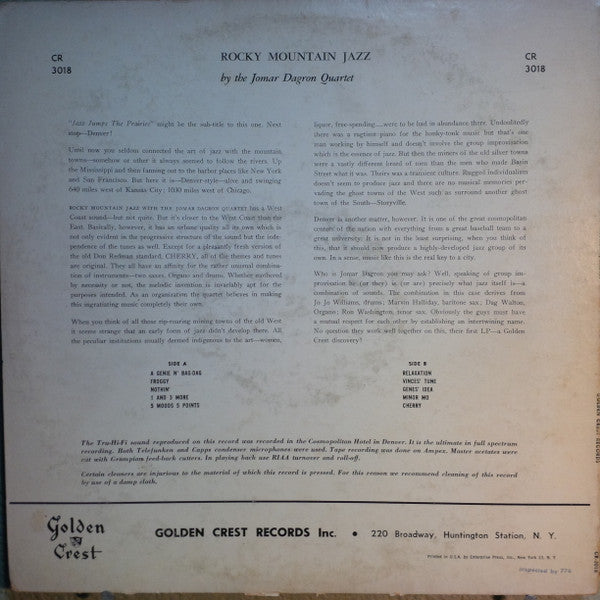 CR
3018
ROCKY MOUNTAIN JAZZ
by the Jomar Dagron Quartet
CR
3018
"Jazz Jumps The Prairies" might be the sub-title to this one. Next
stop—Denver!
Until now you seldom connected the art of jazz with the mountain
towns—somehow or other it always seemed to follow the rivers. Up
the Mississippi and then fanning out to the harbor places like New York
and San Francisco. But here it is—Denver-style—alive and swinging
640 miles west of Kansas City; 1030 miles west of Chicago.
ROCKY MOUNTAIN JAZZ WITH THE JOMAR DAGRON QUARTET has a West
Coast sound—but not quite. But it's closer to the West Coast than the
East. Basically, however, it has an urbane quality all its own which is
not only evident in the progressive structure of the sound but the inde-
pendence of the tunes as well. Except for a pleasantly fresh version of
the old Don Redman standard, CHERRY, all of the themes and tunes
are original. They all have an affinity for the rather unusual combina-
tion of instruments—two saxes, Organo and drums. Whether mothered
by necessity or not, the melodic invention is invariably apt for the
purposes intended. As an organization the quartet believes in making
this ingratiating music completely their own.
When you think of all those rip-roaring mining towns of the old West
it seems strange that an early form of jazz didn't develop there. All
the peculiar institutions usually deemed indigenous to the art—women,
liquor, free-spending....were to be had in abundance there. Undoubtedly
there was a ragtime piano for the honky-tonk music but that's one
man working by himself and doesn't involve the group improvisation
which is the essence of jazz. But then the miners of the old silver towns
were a vastly different breed of men than the men who made Basin
Street what it was. Theirs was a transient culture. Rugged individualists
doesn't seem to produce jazz and there are no musical memories per-
vading the ghost towns of the West such as surround another ghost
town of the South—Storyville.
Denver is another matter, however. It is one of the great cosmopolitan
centers of the nation with everything from a great baseball team to a
great university. It is not in the least surprising, when you think of
this, that it should now produce a highly-developed jazz group of its
own. In a sense, music like this is the real key to a city.
Who is Jomar Dagron you may ask? Well, speaking of group im-
provisation he (or they) is (or are) precisely what jazz itself is—a
combination of sounds. The combination in this case derives from
Jo Jo Williams, drums; Marvin Halliday, baritone sax; Dag Walton,
Organo; Ron Washington, tenor sax. Obviously the guys must have
a mutual respect for each other by establishing an intertwining name.
No question they work well together on this, their first LP—a Golden
Crest discovery!
SIDE A
A GENIE N' RAG-DAG
FROGGY
NOTHIN'
1 AND 3 MORE
5 MOODS 5 POINTS
SIDE B
RELAXATION
VINCES' TUNE
GENES' IDEA
MINOR MO
CHERRY
The Tru-Hi-Fi sound reproduced on this record was recorded in the Cosmopolitan Hotel in Denver. It is the ultimate in full spectrum
recording. Both Telefunken and Capps condenser microphones were used. Tape recording was done on Ampex. Master acetates were
cut with Grampian feed-back cutters. In playing back use RIAA turnover and roll-off.
Certain cleaners are injurious to the material of which this record is pressed. For this reason we recommend cleaning of this record
by use of a damp cloth.
Golden
Crest
GOLDEN CREST RECORDS Inc. • 220 Broadway, Huntington Station, N. Y.
Printed in U.S.A. by Enterprise Press, Inc., New York 13, N. Y.
GOLDEN CREST RECORDS
CR-3018